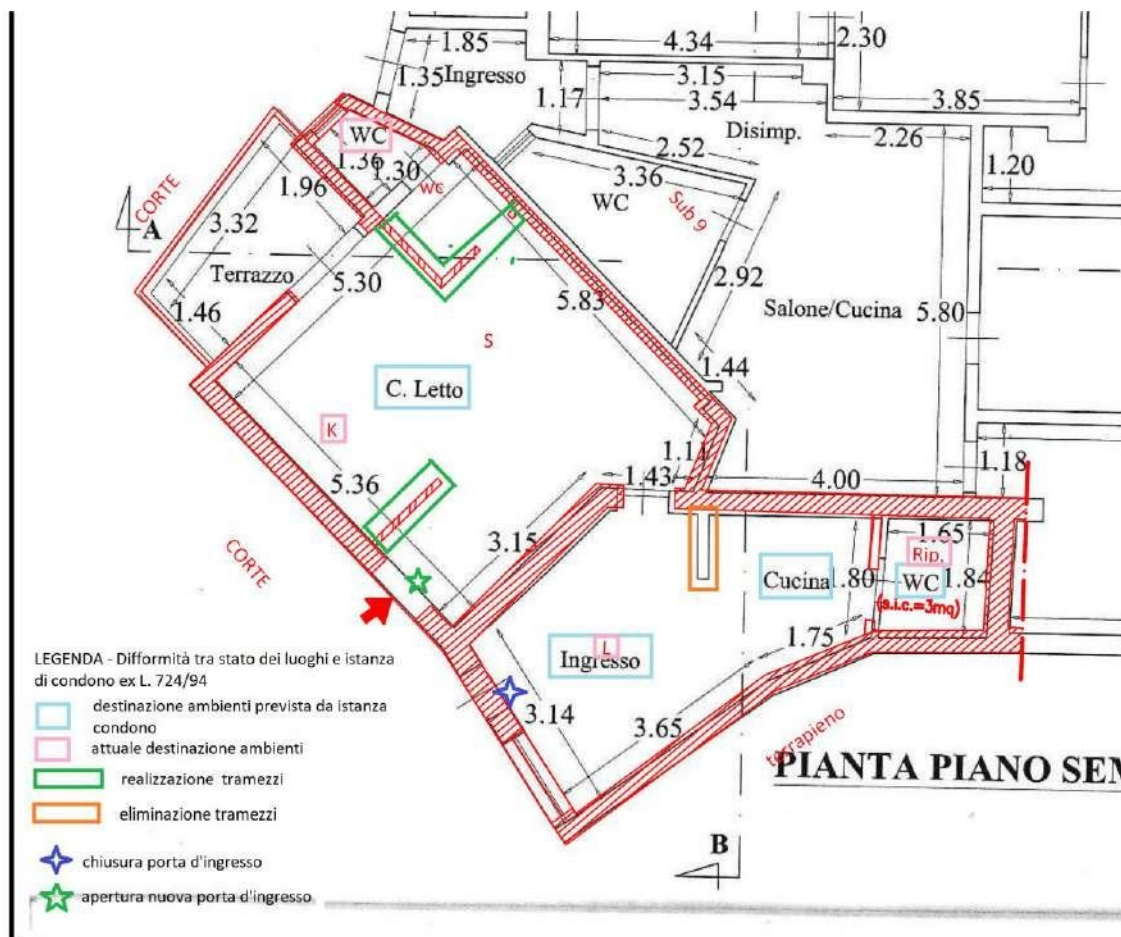 1.85
4.34
2.30
1.35
Ingresso
3.15
1.17
3.54
3.85
Disimp.
2.26
WC
2.52
1.20
1.36
1.30
wc
3.36
1.96
WC
Sub 9
CORTE
3.32
A
Terrazzo
5.30
5.83
2.92
Salone/Cucina
5.80
1.46
S
1.44
C. Letto
K
1.14
1.43
4.00
1.18
5.36
3.15
1.65
Rip.
CORTE
Cucina
1.80
WC
1.84
(s.i.c.=3mq)
1.75
L
Ingresso
3.14
3.65
terrapieno
PIANTA PIANO SEM
B
LEGENDA - Difformità tra stato dei luoghi e istanza
di condono ex L. 724/94
destinazione ambienti prevista da istanza
condono
attuale destinazione ambienti
realizzazione tramezzi
eliminazione tramezzi
chiusura porta d'ingresso
apertura nuova porta d'ingresso